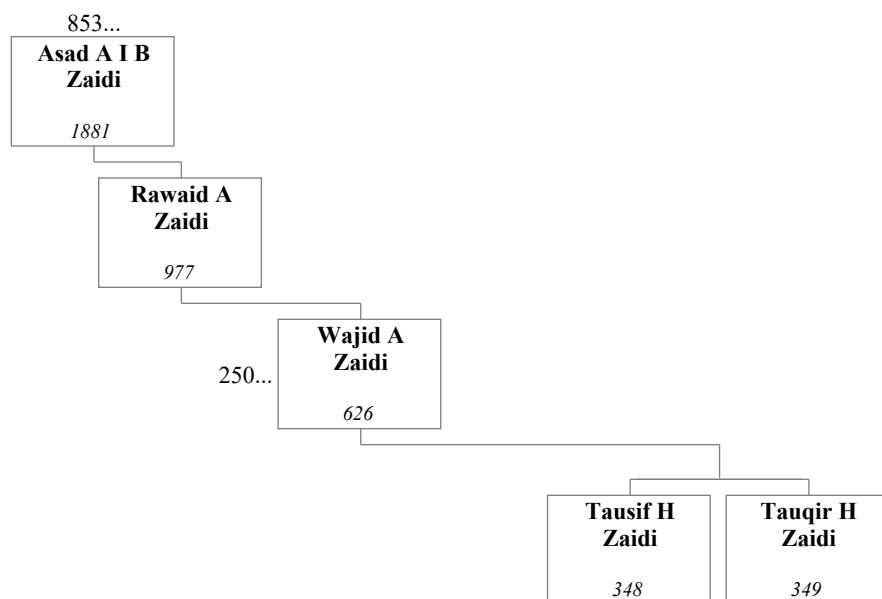 853...
Asad A I B
Zaidi
1881
Rawaid A
Zaidi
977
Wajid A
Zaidi
250...
626
Tausif H
Zaidi
348
Tauqir H
Zaidi
349